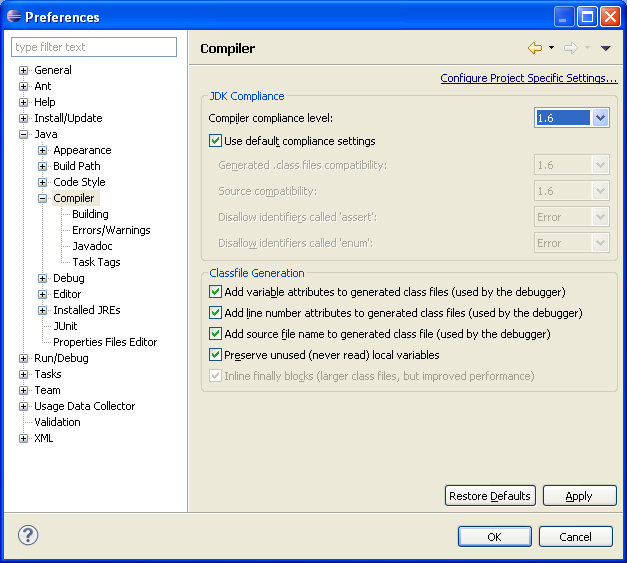 Preferences
type filter text
General
Ant
Help
Install/Update
Java
Appearance
Build Path
Code Style
Compiler
Building
Errors/Warnings
Javadoc
Task Tags
Debug
Editor
Installed JREs
JUnit
Properties Files Editor
Run/Debug
Tasks
Team
Usage Data Collector
Validation
XML
Compiler
Configure Project Specific Settings...
JDK Compliance
Compiler compliance level: 1.6
Use default compliance settings
Generated .class files compatibility: 1.6
Source compatibility: 1.6
Disallow identifiers called 'assert': Error
Disallow identifiers called 'enum': Error
Classfile Generation
Add variable attributes to generated class files (used by the debugger)
Add line number attributes to generated class files (used by the debugger)
Add source file name to generated class file (used by the debugger)
Preserve unused (never read) local variables
Inline finally blocks (larger class files, but improved performance)
Restore Defaults Apply
? OK Cancel